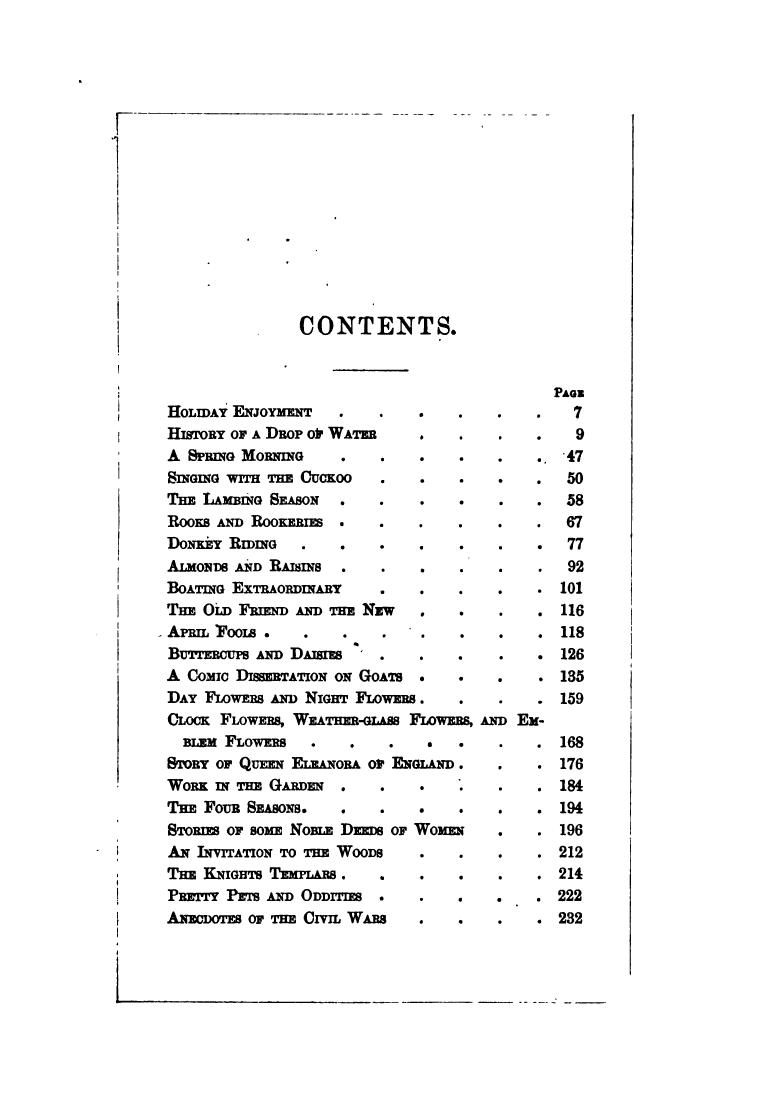 CONTENTS.
PAGE
HOLIDAY ENJOYMENT . . . . . . 7
HISTORY OF A DROP OF WATER . . . . 9
A SPRING MORNING . . . . . . 47
SINGING WITH THE CUCKOO . . . . . 50
THE LAMBING SEASON . . . . . . 58
ROOKS AND ROOKERIES . . . . . . 67
DONKEY RIDING . . . . . . . 77
ALMONDS AND RAISINS . . . . . . 92
BOATING EXTRAORDINARY . . . . . 101
THE OLD FRIEND AND THE NEW . . . . 116
APRIL FOOLS . . . . . . . . 118
BUTTERCUPS AND DAISIES . . . . . 126
A COMIC DISSERTATION ON GOATS . . . . 135
DAY FLOWERS AND NIGHT FLOWERS . . . . 159
CLOCK FLOWERS, WEATHER-GLASS FLOWERS, AND EM-
BLEM FLOWERS . . . . . . . 168
STORY OF QUEEN ELEANORA OF ENGLAND . . . 176
WORK IN THE GARDEN . . . . . . 184
THE FOUR SEASONS . . . . . . . 194
STORIES OF SOME NOBLE DEEDS OF WOMEN . . 196
AN INVITATION TO THE WOODS . . . . 212
THE KNIGHTS TEMPLARS . . . . . . 214
PRETTY PETS AND ODDITIES . . . . . 222
ANECDOTES OF THE CIVIL WARS . . . . 232